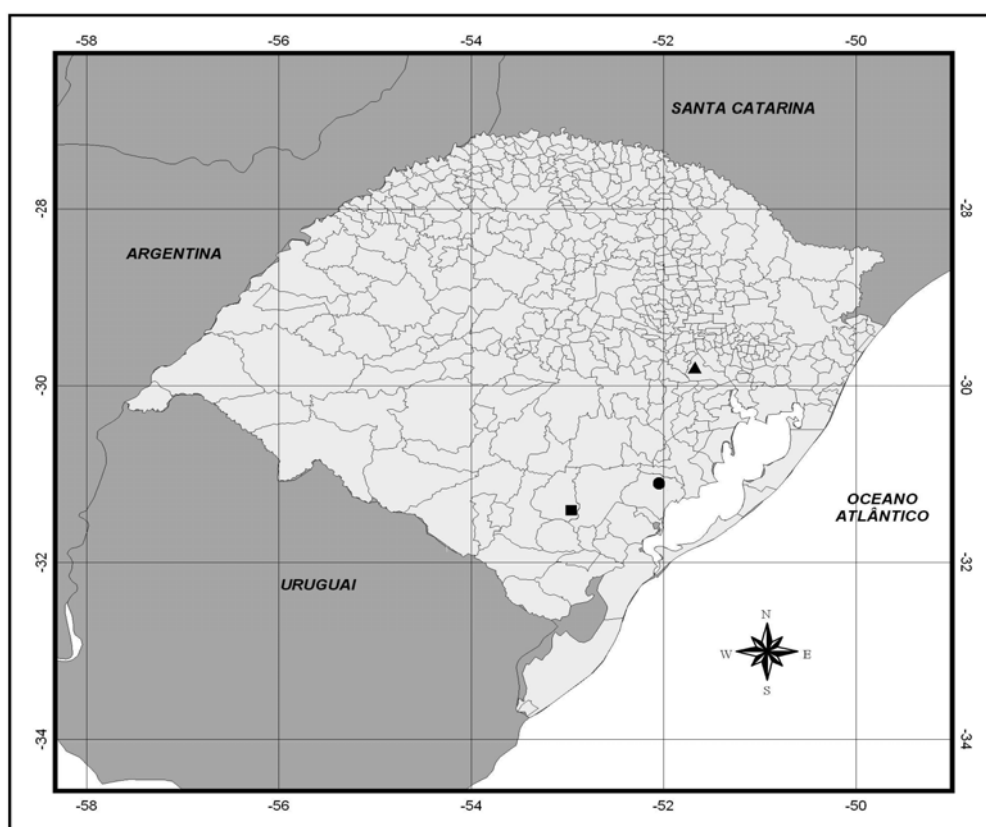 -58 -56 -54 -52 -50
SANTA CATARINA
-28 -28
ARGENTINA
-30 -30
OCEANO
ATLÂNTICO
-32 -32
URUGUAI
N
W E
S
-34 -34
-58 -56 -54 -52 -50